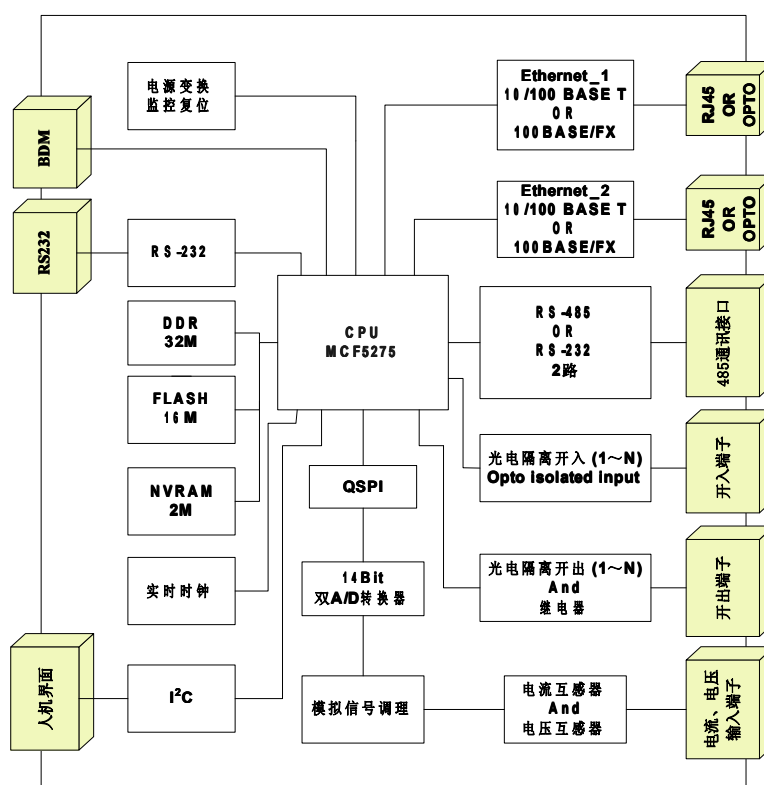 电源变换
监控复位
BDM
RS232
RS-232
DDR
32M
FLASH
16M
NVRAM
2M
实时时钟
人机界面
I²C
CPU
MCF5275
QSPI
14Bit
双A/D转换器
模拟信号调理
Ethernet_1
10/100 BASE T
OR
100BASE/FX
RJ45
OR
OPTO
Ethernet_2
10/100 BASE T
OR
100BASE/FX
RJ45
OR
OPTO
RS-485
OR
RS-232
2路
485通讯接口
光电隔离开入 (1～N)
Opto isolated input
开入端子
光电隔离开出 (1～N)
And
继电器
开出端子
电流互感器
And
电压互感器
电流、电压
输入端子